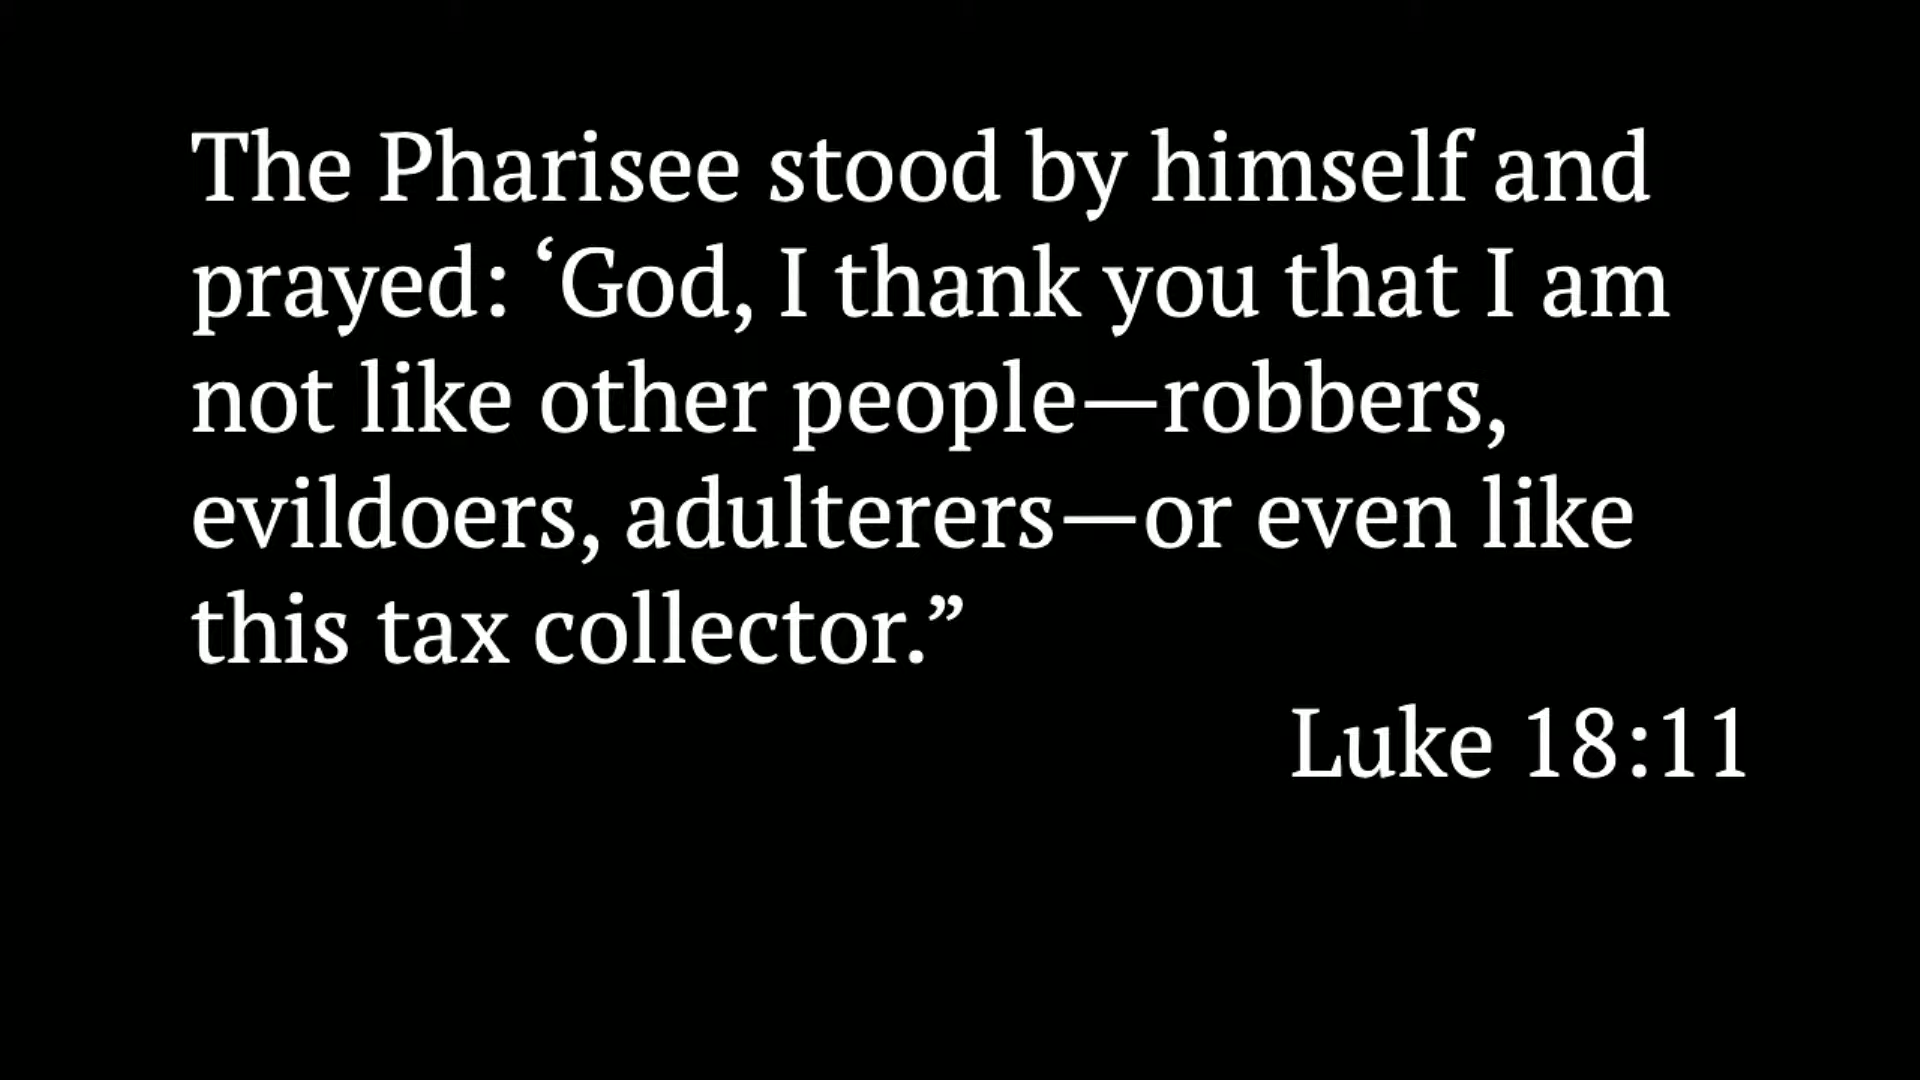 The Pharisee stood by himself and
prayed: ‘God, I thank you that I am
not like other people—robbers,
evildoers, adulterers—or even like
this tax collector.”
Luke 18:11